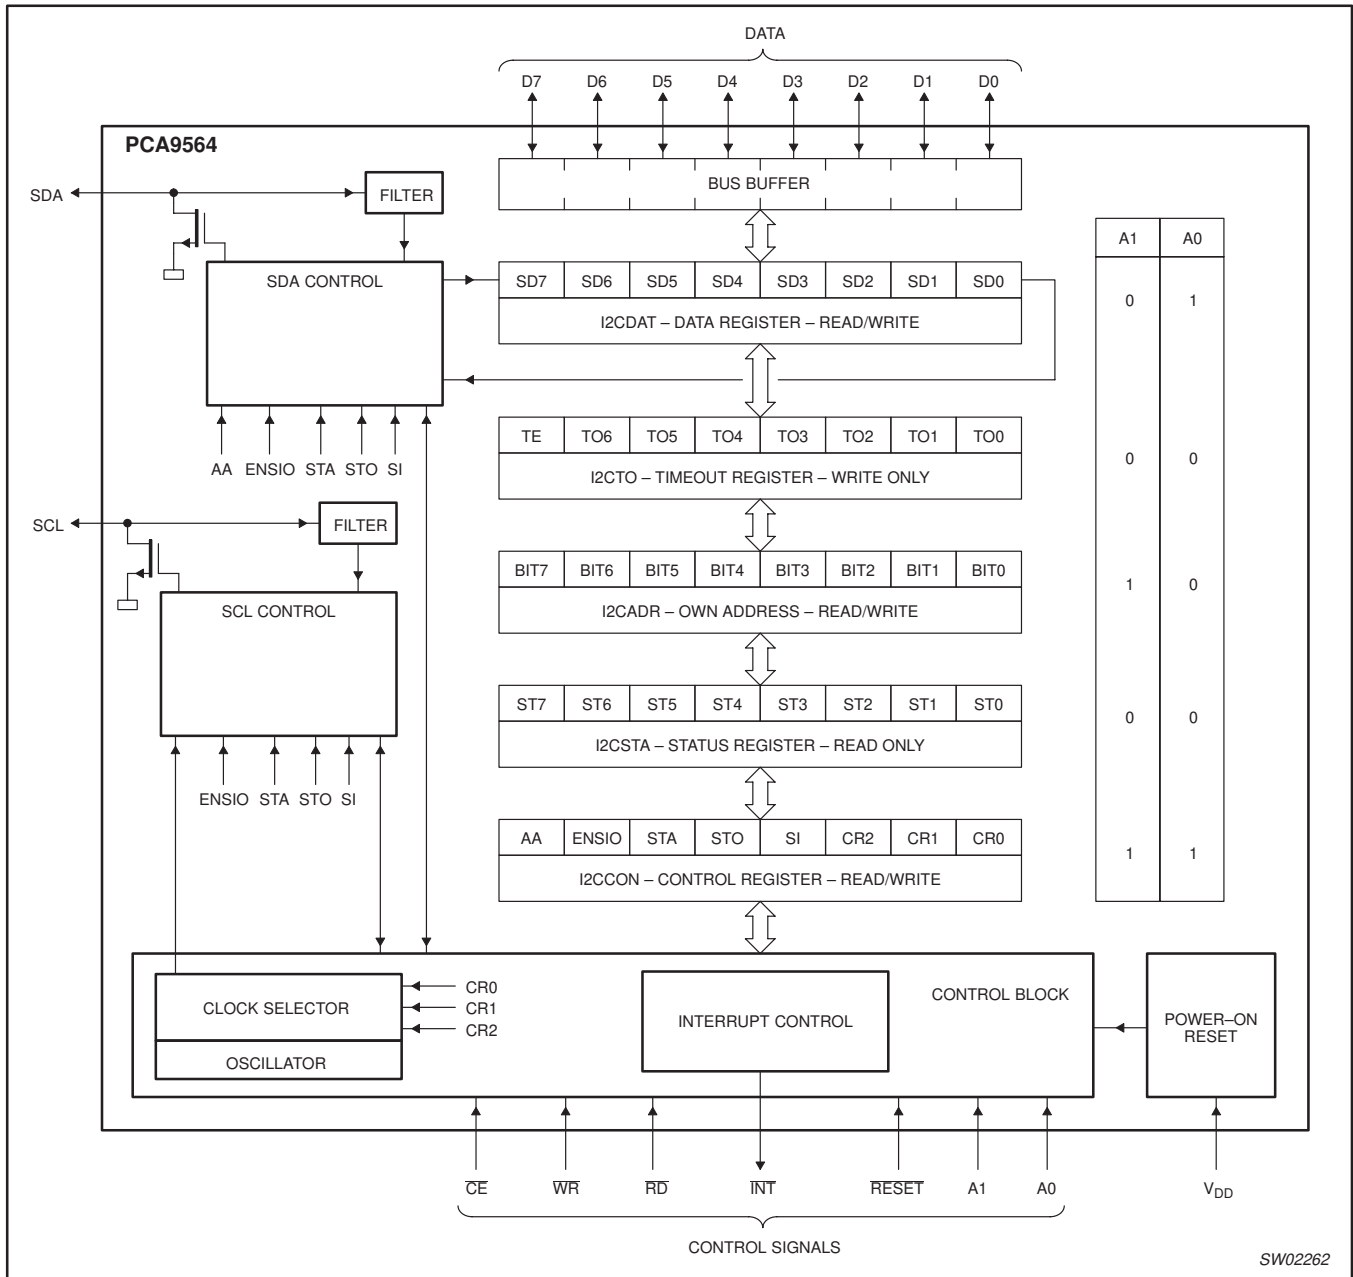 DATA
D7 D6 D5 D4 D3 D2 D1 D0
PCA9564
BUS BUFFER
SDA
FILTER
A1 A0
SDA CONTROL
SD7 SD6 SD5 SD4 SD3 SD2 SD1 SD0
0 1
I2CDAT – DATA REGISTER – READ/WRITE
TE TO6 TO5 TO4 TO3 TO2 TO1 TO0
AA ENSIO STA STO SI
I2CTO – TIMEOUT REGISTER – WRITE ONLY
0 0
SCL
FILTER
BIT7 BIT6 BIT5 BIT4 BIT3 BIT2 BIT1 BIT0
1 0
SCL CONTROL
I2CADR – OWN ADDRESS – READ/WRITE
ST7 ST6 ST5 ST4 ST3 ST2 ST1 ST0
0 0
I2CSTA – STATUS REGISTER – READ ONLY
ENSIO STA STO SI
AA ENSIO STA STO SI CR2 CR1 CR0
1 1
I2CCON – CONTROL REGISTER – READ/WRITE
CLOCK SELECTOR
CR0
CR1
CR2
OSCILLATOR
INTERRUPT CONTROL
CONTROL BLOCK
POWER–ON
RESET
CE WR RD INT RESET A1 A0 VDD
CONTROL SIGNALS
SW02262